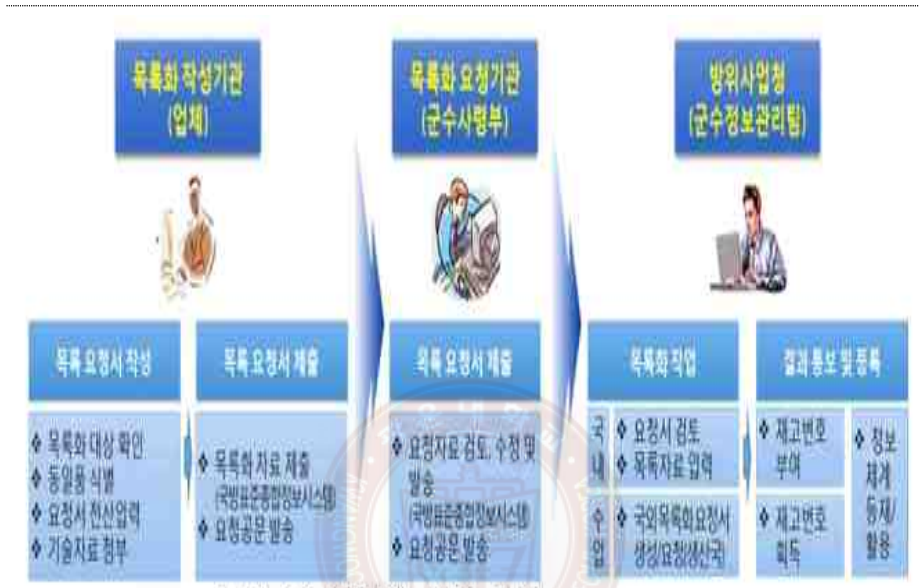 목록화 작성기관
(업체)
목록화 요청기관
(군수사령부)
방위사업청
(군수정보관리팀)
목록 요청서 작성
❖ 목록화 대상 확인
❖ 동일품 식별
❖ 요청서 전산입력
❖ 기술자료 첨부
목록 요청서 제출
❖ 목록화 자료 제출
(국방표준종합정보시스템)
❖ 요청공문 발송
목록 요청서 제출
❖ 요청자료 검토, 수정 및
발송
(국방표준종합정보시스템)
❖ 요청공문 발송
목록화 작업
국내
❖ 요청서 검토
❖ 목록자료 입력
수입
❖ 국외목록화요청서
생성/요청(생산국)
결과 통보 및 등록
❖ 재고번호
부여
❖ 재고번호
획득
❖ 정보
체계
등재/
활용